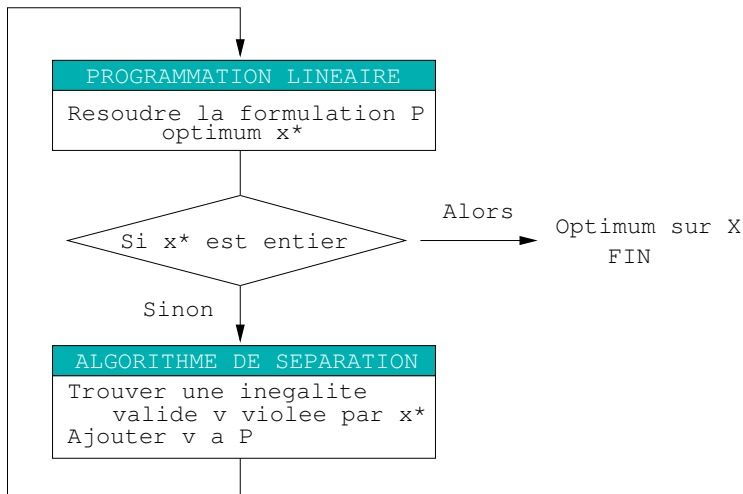 PROGRAMMATION LINEAIRE
Resoudre la formulation P
optimum x*
Si x* est entier
Alors
Optimum sur X
FIN
Sinon
ALGORITHME DE SEPARATION
Trouver une inegalite
valide v violee par x*
Ajouter v a P